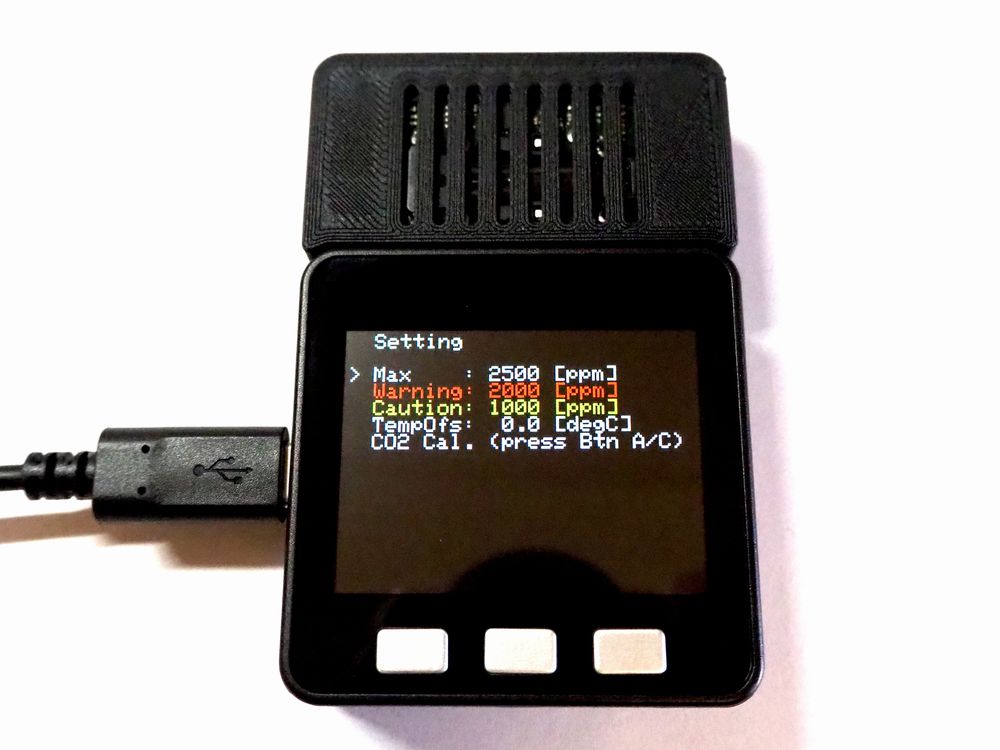 Setting
> Max    : 2500 [ppm]
Warning: 2000 [ppm]
Caution: 1000 [ppm]
TempOfs:  0.0 [degC]
CO2 Cal. (press Btn A/C)